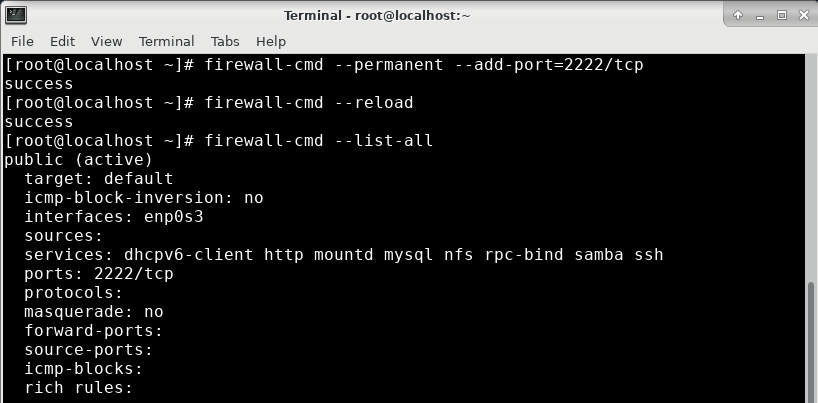 Terminal - root@localhost:~
File Edit View Terminal Tabs Help
[root@localhost ~]# firewall-cmd --permanent --add-port=2222/tcp
success
[root@localhost ~]# firewall-cmd --reload
success
[root@localhost ~]# firewall-cmd --list-all
public (active)
  target: default
  icmp-block-inversion: no
  interfaces: enp0s3
  sources:
  services: dhcpv6-client http mountd mysql nfs rpc-bind samba ssh
  ports: 2222/tcp
  protocols:
  masquerade: no
  forward-ports:
  source-ports:
  icmp-blocks:
  rich rules: